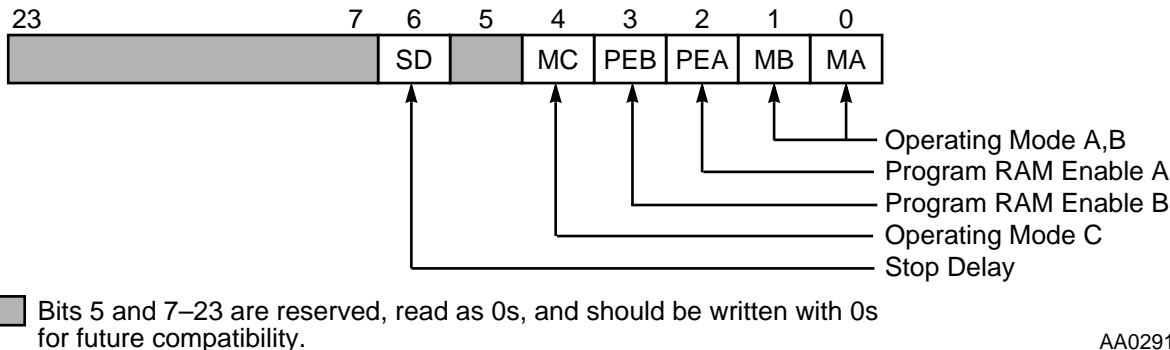 23 7 6 5 4 3 2 1 0
SD MC PEB PEA MB MA
Operating Mode A,B
Program RAM Enable A
Program RAM Enable B
Operating Mode C
Stop Delay
Bits 5 and 7–23 are reserved, read as 0s, and should be written with 0s
for future compatibility.
AA0291